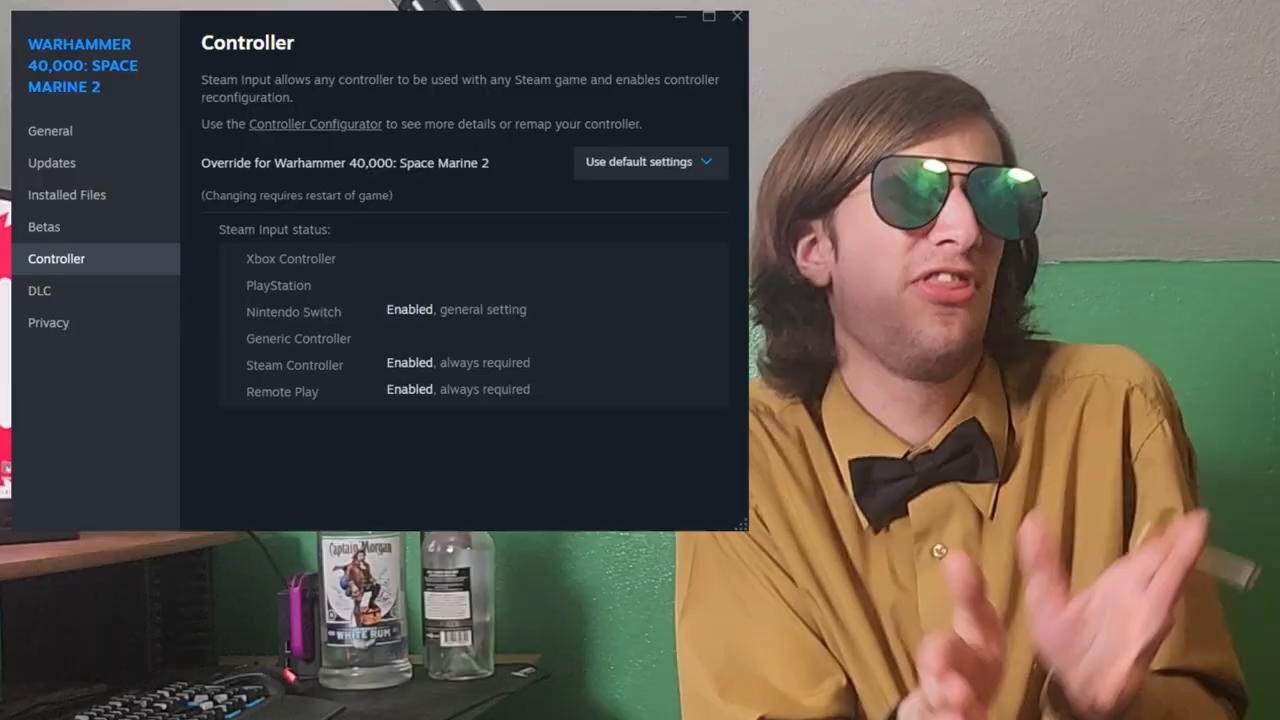 WARHAMMER
40,000: SPACE
MARINE 2
General
Updates
Installed Files
Betas
Controller
DLC
Privacy
Controller
Steam Input allows any controller to be used with any Steam game and enables controller
reconfiguration.
Use the Controller Configurator to see more details or remap your controller.
Override for Warhammer 40,000: Space Marine 2
Use default settings
(Changing requires restart of game)
Steam Input status:
Xbox Controller
PlayStation
Nintendo Switch Enabled, general setting
Generic Controller
Steam Controller Enabled, always required
Remote Play Enabled, always required
Captain Morgan
WHITE RUM